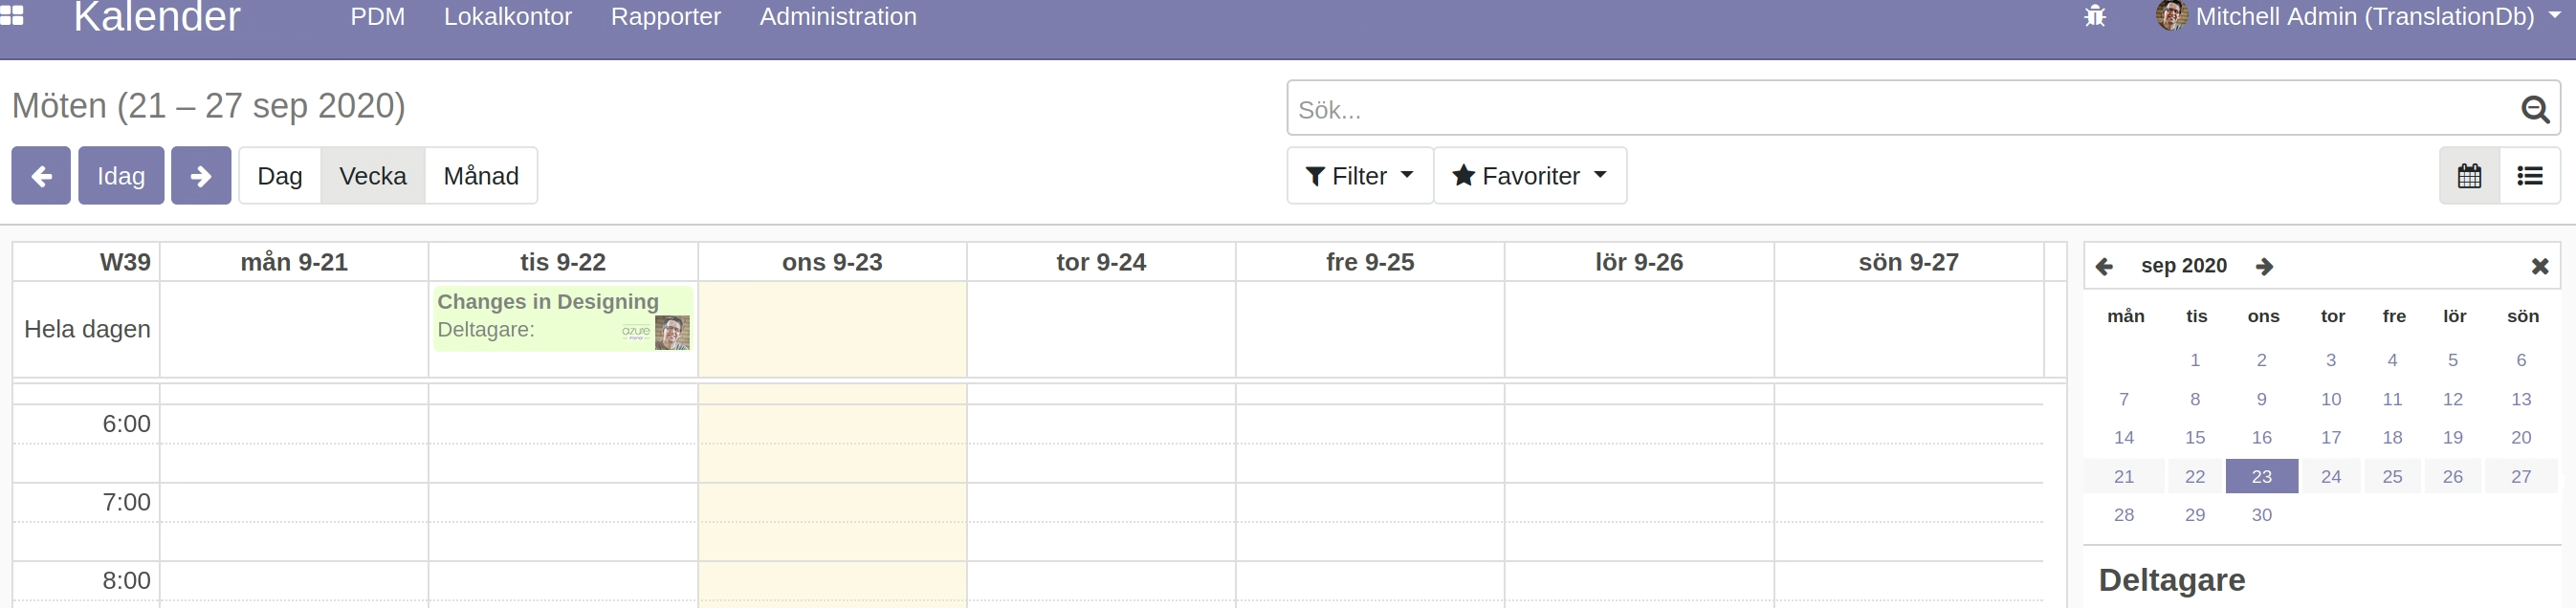 Kalender PDM Lokalkontor Rapporter Administration Mitchell Admin (TranslationDb)
Möten (21 – 27 sep 2020)
Sök...
Idag Dag Vecka Månad Filter Favoriter
W39 mån 9-21 tis 9-22 ons 9-23 tor 9-24 fre 9-25 lör 9-26 sön 9-27
Hela dagen
Changes in Designing
Deltagare:
azure
6:00
7:00
8:00
sep 2020
mån tis ons tor fre lör sön
1 2 3 4 5 6
7 8 9 10 11 12 13
14 15 16 17 18 19 20
21 22 23 24 25 26 27
28 29 30
Deltagare